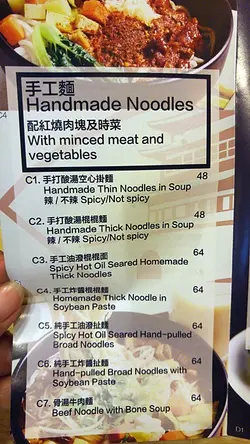 手工麵
Handmade Noodles
配紅燒肉塊及時菜
With minced meat and
vegetables
C4
C1. 手打酸湯空心掛麵 48
Handmade Thin Noodles in Soup
辣 / 不辣 Spicy/Not spicy
C2. 手打酸湯棍棍麵 48
Handmade Thick Noodles in Soup
辣 / 不辣 Spicy/Not spicy
C3. 手工油潑棍棍面 64
Spicy Hot Oil Seared Homemade
Thick Noodles
C4. 手工炸醬棍棍麵 64
Homemade Thick Noodle in
Soybean Paste
C5. 純手工油潑扯麵 64
Spicy Hot Oil Seared Hand-pulled
Broad Noodles
C6. 純手工炸醬扯麵 64
Hand-pulled Broad Noodles with
Soybean Paste
C7. 骨湯牛肉麵 64
Beef Noodle with Bone Soup